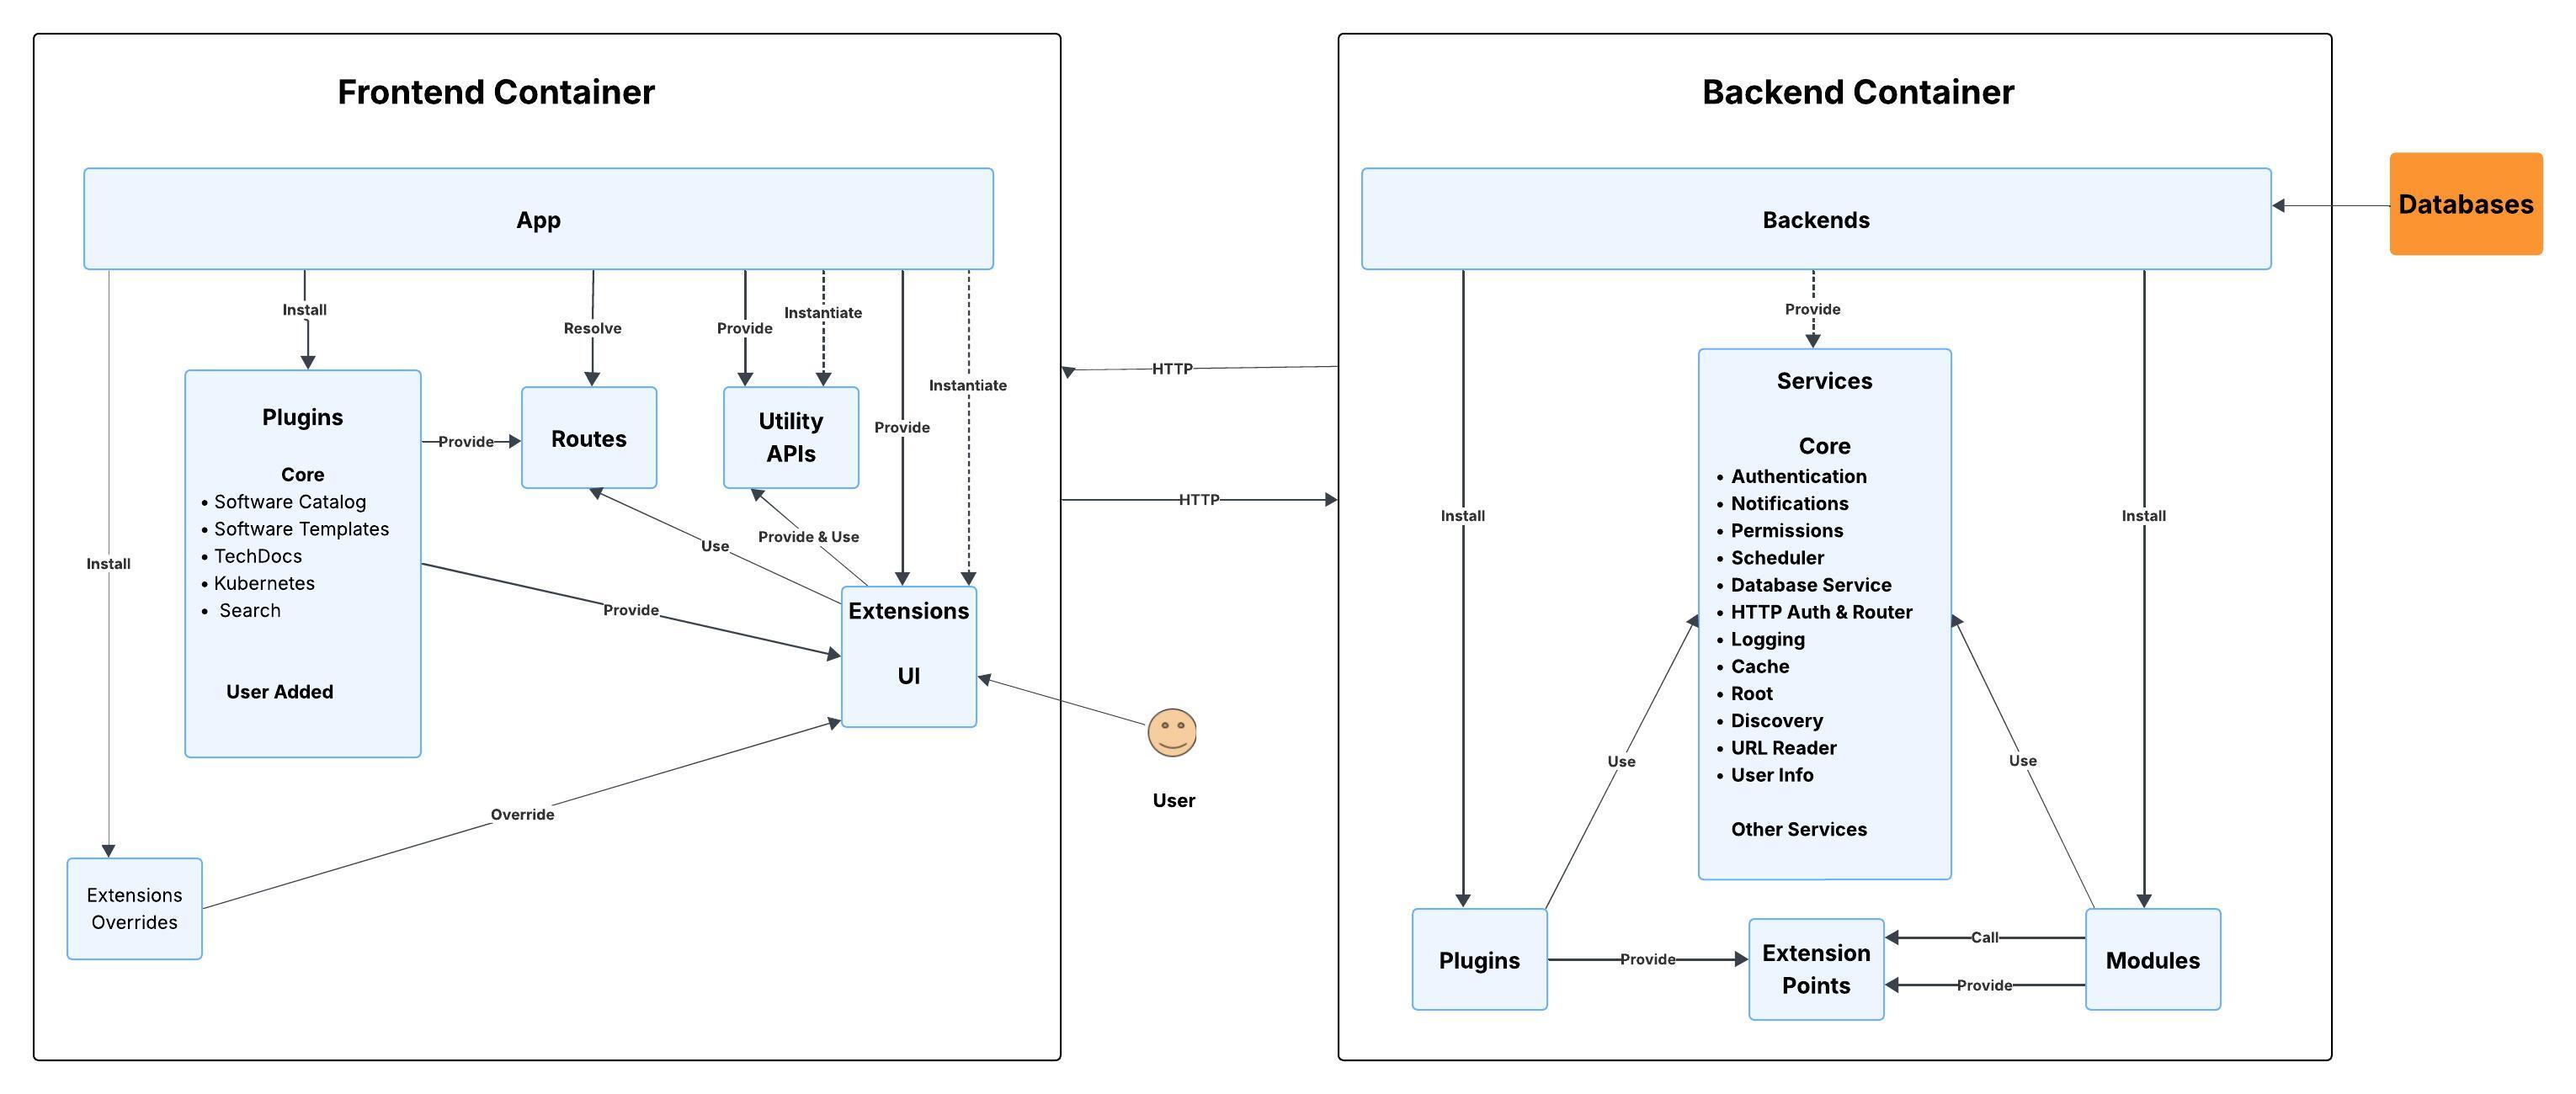 Frontend Container
App
Install
Resolve
Provide
Instantiate
Instantiate
Provide
Plugins
Core
• Software Catalog
• Software Templates
• TechDocs
• Kubernetes
• Search
User Added
Provide
Routes
Utility
APIs
Use
Provide & Use
Install
Provide
Extensions
UI
Override
Extensions
Overrides
HTTP
HTTP
User
Backend Container
Backends
Databases
Provide
Install
Install
Services
Core
• Authentication
• Notifications
• Permissions
• Scheduler
• Database Service
• HTTP Auth & Router
• Logging
• Cache
• Root
• Discovery
• URL Reader
• User Info
Other Services
Use
Use
Plugins
Provide
Extension
Points
Call
Provide
Modules